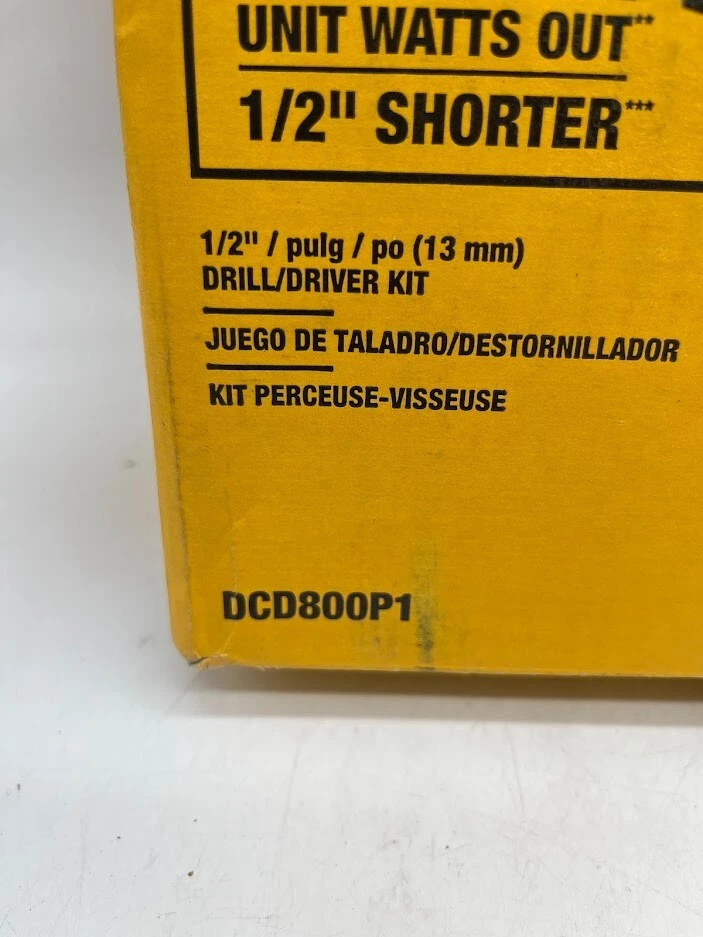 UNIT WATTS OUT**
1/2" SHORTER***
1/2" / pulg / po (13 mm)
DRILL/DRIVER KIT
JUEGO DE TALADRO/DESTORNILLADOR
KIT PERCEUSE-VISSEUSE
DCD800P1